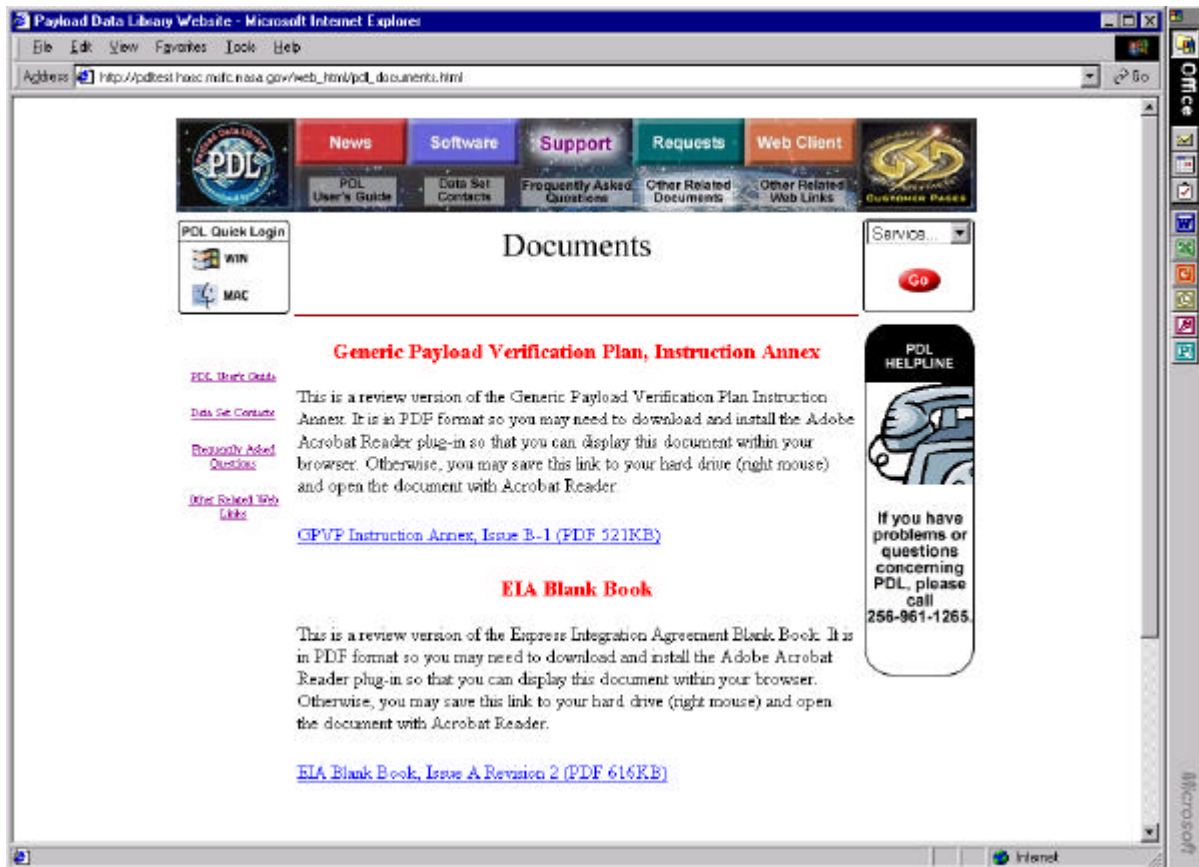 Payload Data Library Website - Microsoft Internet Explorer
File Edit View Favorites Tools Help
Address http://pdltest.hosc.msfc.nasa.gov/web_html/pdl_documents.html Go
Office
Payload Data Library
PDL
News Software Support Requests Web Client
PDL User's Guide
Data Set Contacts
Frequently Asked Questions
Other Related Documents
Other Related Web Links
GSD
CUSTOMER PAGES
PDL Quick Login
WIN
MAC
Documents
Service...
Go
PDL User's Guide
Data Set Contacts
Frequently Asked
Questions
Other Related Web
Links
Generic Payload Verification Plan, Instruction Annex
This is a review version of the Generic Payload Verification Plan Instruction
Annex. It is in PDF format so you may need to download and install the Adobe
Acrobat Reader plug-in so that you can display this document within your
browser. Otherwise, you may save this link to your hard drive (right mouse)
and open the document with Acrobat Reader.
GPVP Instruction Annex, Issue B-1 (PDF 521KB)
EIA Blank Book
This is a review version of the Express Integration Agreement Blank Book. It is
in PDF format so you may need to download and install the Adobe Acrobat
Reader plug-in so that you can display this document within your browser.
Otherwise, you may save this link to your hard drive (right mouse) and open
the document with Acrobat Reader.
EIA Blank Book, Issue A Revision 2 (PDF 616KB)
PDL
HELPLINE
If you have
problems or
questions
concerning
PDL, please
call
256-961-1265.
Internet
Microsoft